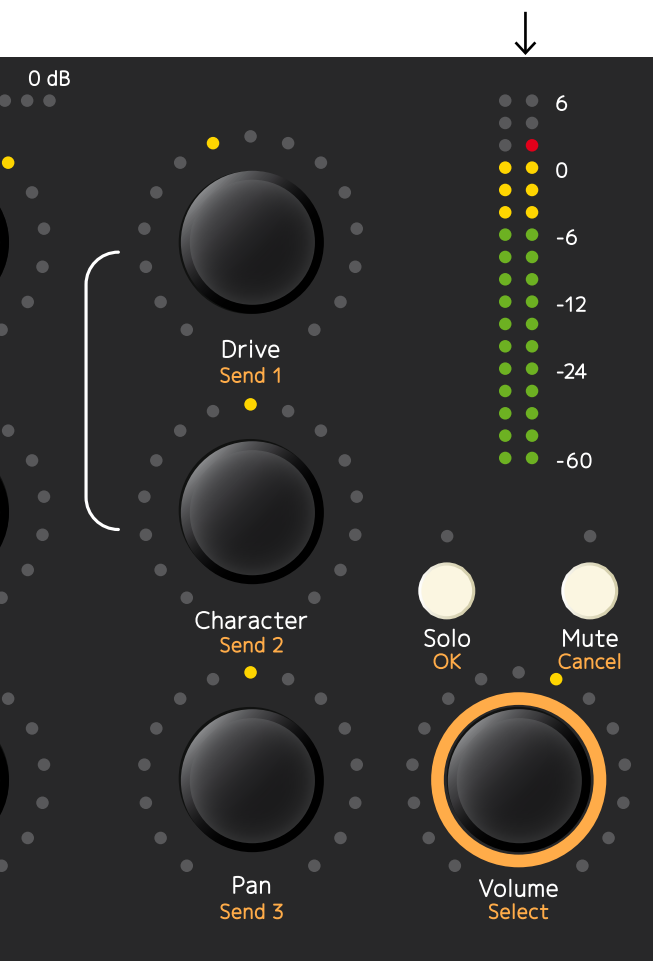 0 dB
6
0
-6
-12
-24
-60
Drive
Send 1
Character
Send 2
Solo
OK
Mute
Cancel
Pan
Send 3
Volume
Select